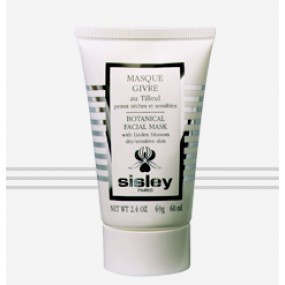 MASQUE
GIVRE
au Tilleul
peaux sèches et sensibles
BOTANICAL
FACIAL MASK
with Linden blossom
dry/sensitive skin
sisley
PARIS
NET WT 2.4 OZ 69g 60 ml